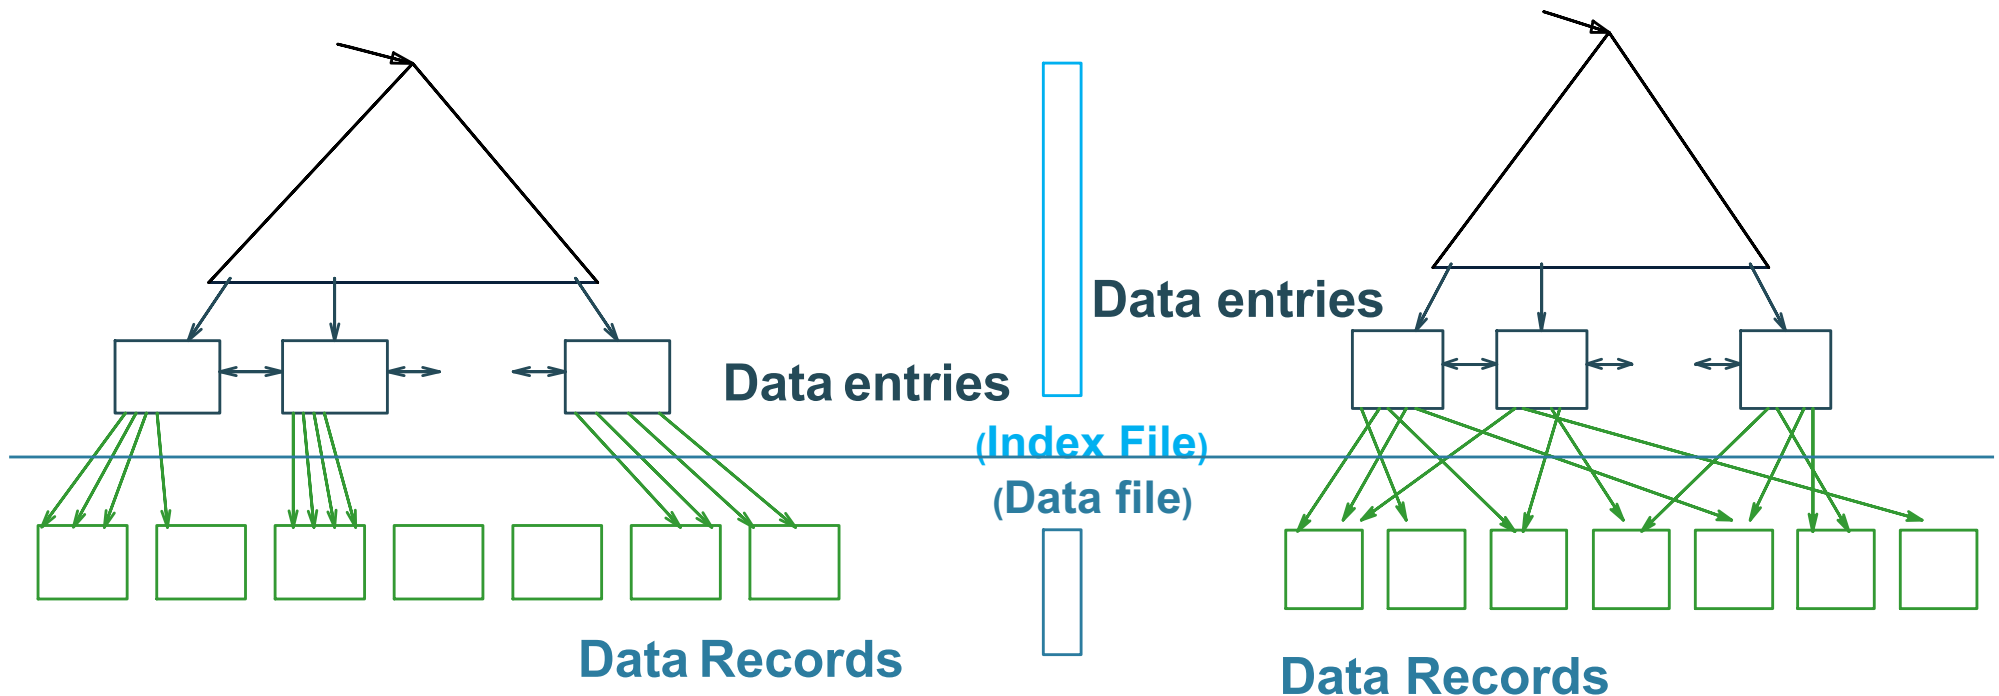 Data entries
Data entries
(Index File)
(Data file)
Data Records
Data Records